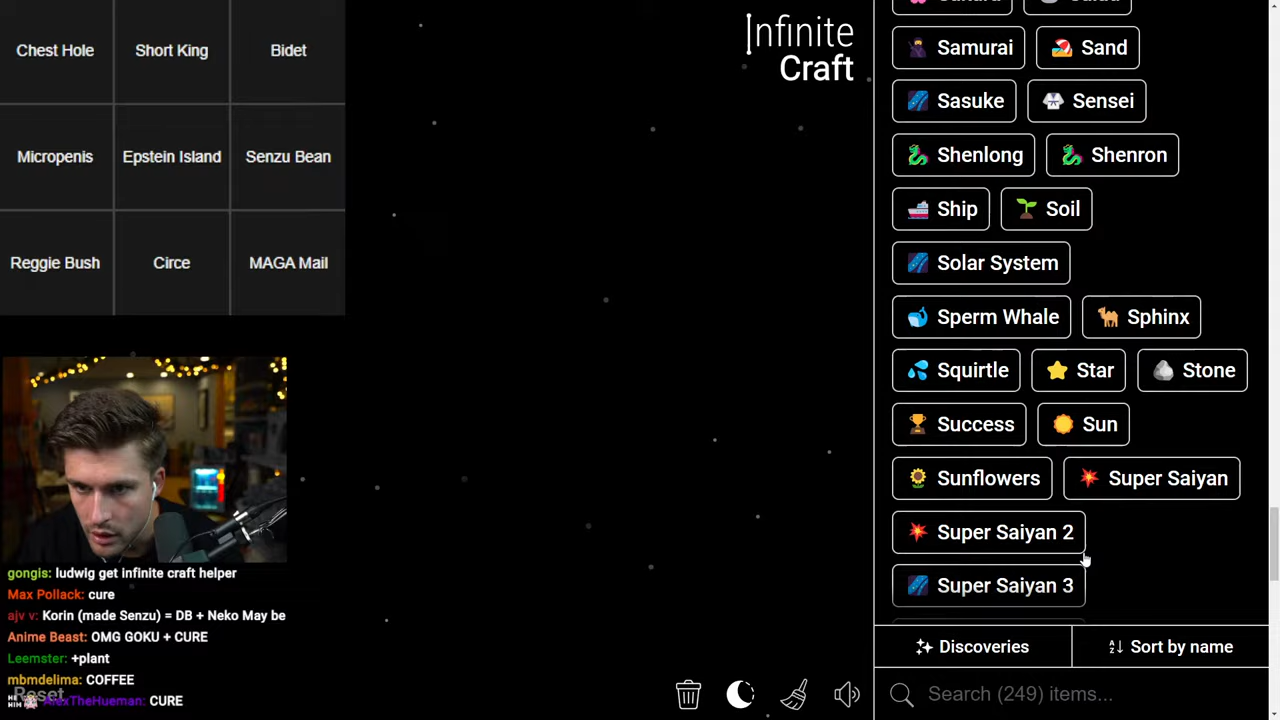 Chest Hole
Short King
Bidet
Micropenis
Epstein Island
Senzu Bean
Reggie Bush
Circe
MAGA Mail
gongis: ludwig get infinite craft helper
Max Pollack: cure
ajv v: Korin (made Senzu) = DB + Neko May be
Anime Beast: OMG GOKU + CURE
Leemster: +plant
mbmdelima: COFFEE
Reset
AlexTheHueman: CURE
Infinite
Craft
Samurai
Sand
Sasuke
Sensei
Shenlong
Shenron
Ship
Soil
Solar System
Sperm Whale
Sphinx
Squirtle
Star
Stone
Success
Sun
Sunflowers
Super Saiyan
Super Saiyan 2
Super Saiyan 3
Discoveries
Sort by name
Search (249) items...